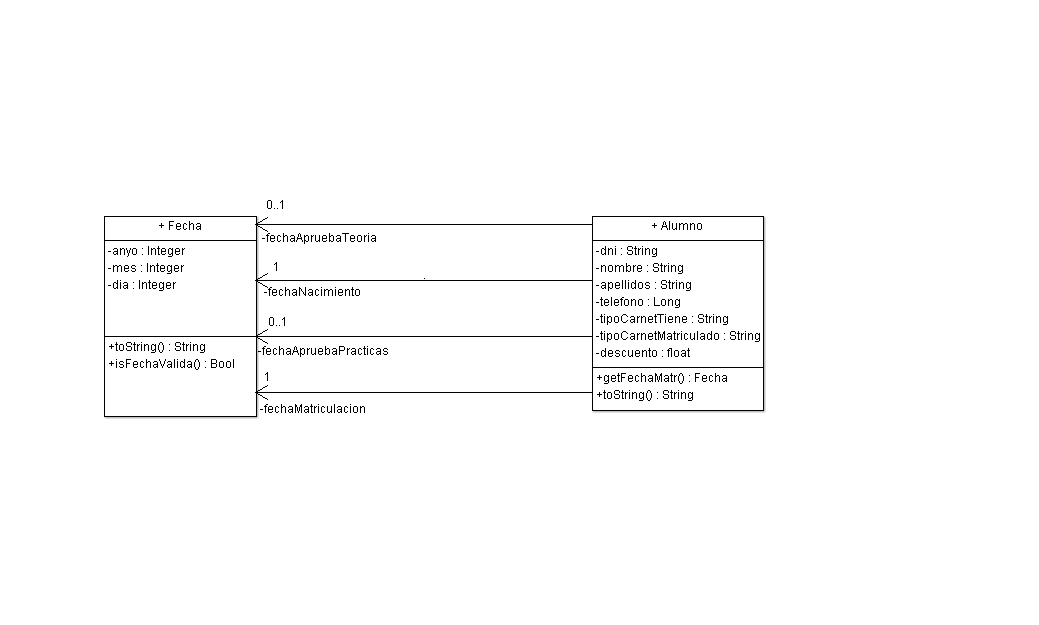 + Fecha
-anyo : Integer
-mes : Integer
-dia : Integer
+toString() : String
+isFechaValida() : Bool
0..1
-fechaApruebaTeoria
1
-fechaNacimiento
0..1
-fechaApruebaPracticas
1
-fechaMatriculacion
+ Alumno
-dni : String
-nombre : String
-apellidos : String
-telefono : Long
-tipoCarnetTiene : String
-tipoCarnetMatriculado : String
-descuento : float
+getFechaMatr() : Fecha
+toString() : String